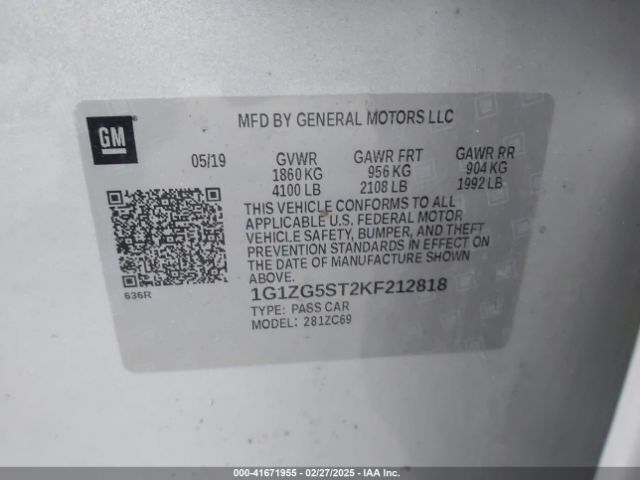 GM
MFD BY GENERAL MOTORS LLC
05/19 GVWR GAWR FRT GAWR RR
1860 KG 956 KG 904 KG
4100 LB 2108 LB 1992 LB
THIS VEHICLE CONFORMS TO ALL
APPLICABLE U.S. FEDERAL MOTOR
VEHICLE SAFETY, BUMPER, AND THEFT
PREVENTION STANDARDS IN EFFECT ON
THE DATE OF MANUFACTURE SHOWN
ABOVE.
636R
1G1ZG5ST2KF212818
TYPE: PASS CAR
MODEL: 281ZC69
000-41671955 - 02/27/2025 - IAA Inc.